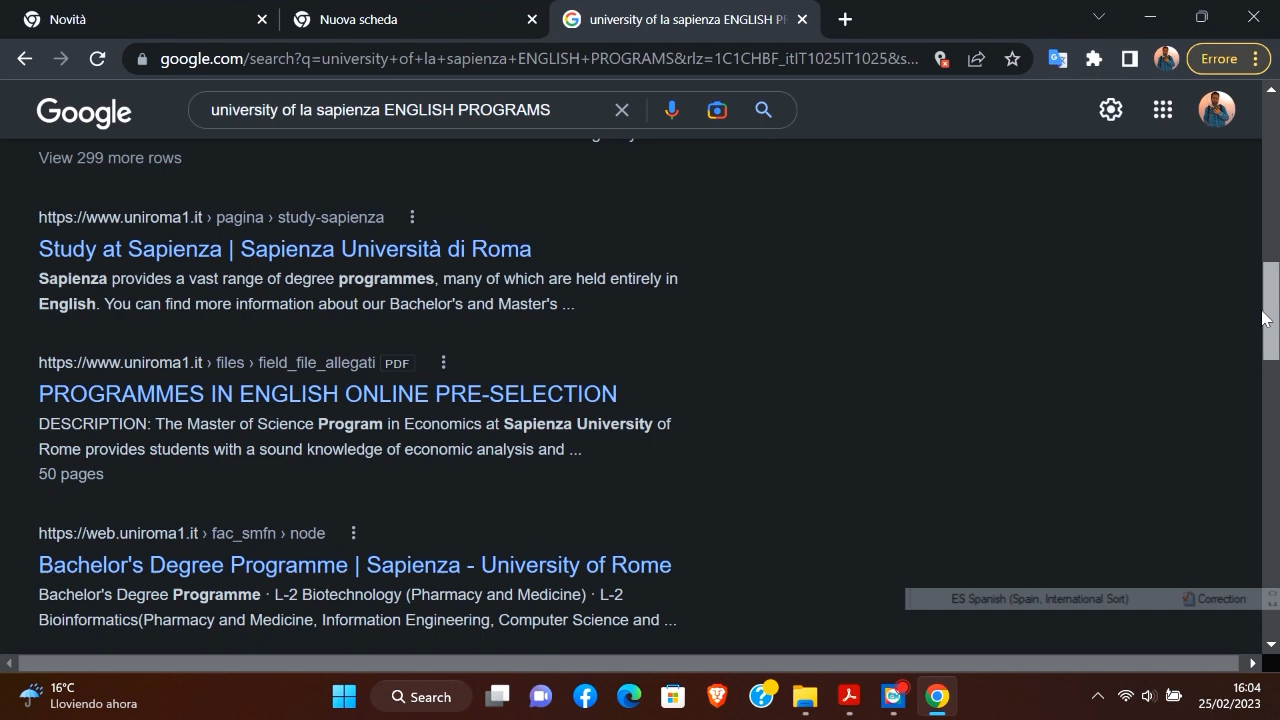 Novità
Nuova scheda
university of la sapienza ENGLISH PR
google.com/search?q=university+of+la+sapienza+ENGLISH+PROGRAMS&rlz=1C1CHBF_itIT1025IT1025&s...
Errore
Google
university of la sapienza ENGLISH PROGRAMS
View 299 more rows
https://www.uniroma1.it › pagina › study-sapienza
Study at Sapienza | Sapienza Università di Roma
Sapienza provides a vast range of degree programmes, many of which are held entirely in
English. You can find more information about our Bachelor's and Master's ...
https://www.uniroma1.it › files › field_file_allegati PDF
PROGRAMMES IN ENGLISH ONLINE PRE-SELECTION
DESCRIPTION: The Master of Science Program in Economics at Sapienza University of
Rome provides students with a sound knowledge of economic analysis and ...
50 pages
https://web.uniroma1.it › fac_smfn › node
Bachelor's Degree Programme | Sapienza - University of Rome
Bachelor's Degree Programme · L-2 Biotechnology (Pharmacy and Medicine) · L-2
Bioinformatics(Pharmacy and Medicine, Information Engineering, Computer Science and ...
ES Spanish (Spain, International Sort)
Correction
16°C
Lloviendo ahora
Search
16:04
25/02/2023